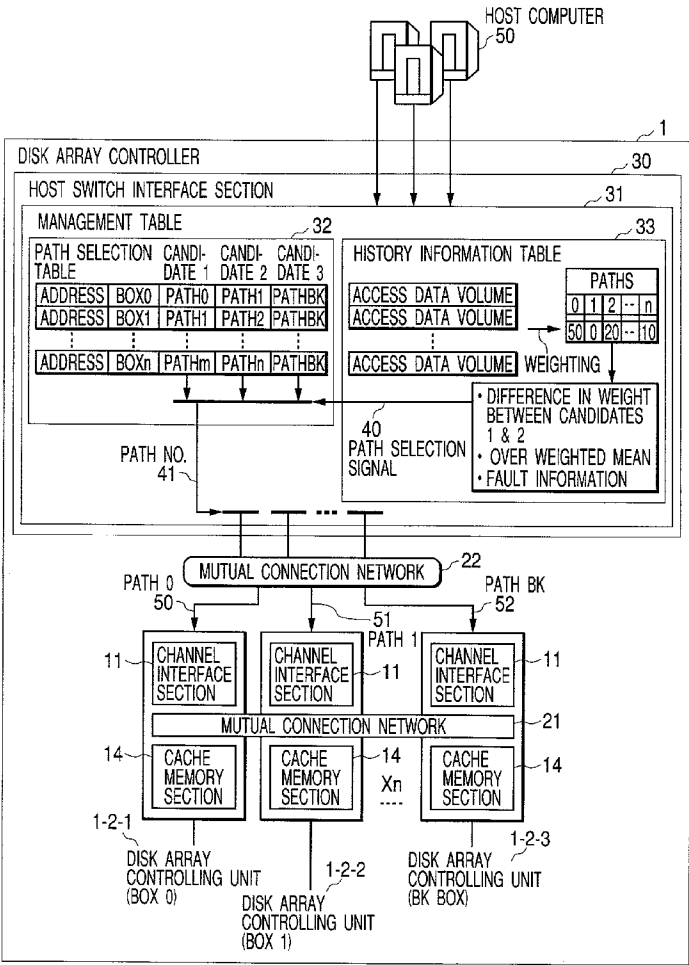 HOST COMPUTER
50
1
DISK ARRAY CONTROLLER
30
HOST SWITCH INTERFACE SECTION
31
MANAGEMENT TABLE
32
33
PATH SELECTION TABLE
CANDI-DATE 1
CANDI-DATE 2
CANDI-DATE 3
ADDRESS BOX0 PATH0 PATH1 PATHBK
ADDRESS BOX1 PATH1 PATH2 PATHBK
ADDRESS BOXn PATHm PATHn PATHBK
HISTORY INFORMATION TABLE
ACCESS DATA VOLUME
ACCESS DATA VOLUME
ACCESS DATA VOLUME
WEIGHTING
PATHS
0 1 2 -- n
50 0 20 -- 10
• DIFFERENCE IN WEIGHT
BETWEEN CANDIDATES
1 & 2
• OVER WEIGHTED MEAN
• FAULT INFORMATION
40
PATH SELECTION
SIGNAL
PATH NO.
41
MUTUAL CONNECTION NETWORK
22
PATH 0
50
51
PATH 1
PATH BK
52
11
CHANNEL
INTERFACE
SECTION
CHANNEL
INTERFACE
SECTION
11
CHANNEL
INTERFACE
SECTION
11
MUTUAL CONNECTION NETWORK
21
14
CACHE
MEMORY
SECTION
CACHE
MEMORY
SECTION
14
Xn
CACHE
MEMORY
SECTION
14
1-2-1
DISK ARRAY
CONTROLLING UNIT
(BOX 0)
1-2-2
DISK ARRAY
CONTROLLING UNIT
(BOX 1)
1-2-3
DISK ARRAY
CONTROLLING UNIT
(BK BOX)